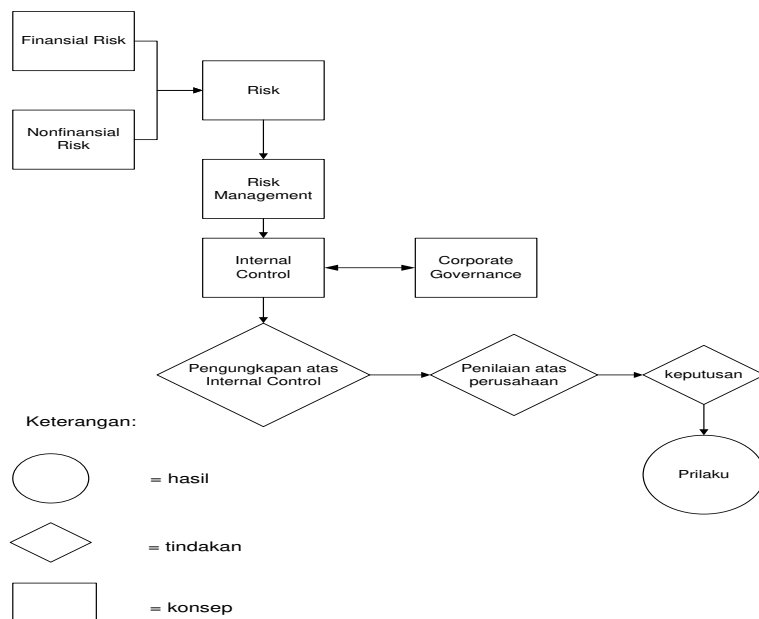 Finansial Risk
Nonfinansial
Risk
Risk
Risk
Management
Internal
Control
Corporate
Governance
Pengungkapan atas
Internal Control
Penilaian atas
perusahaan
keputusan
Prilaku
Keterangan:
= hasil
= tindakan
= konsep